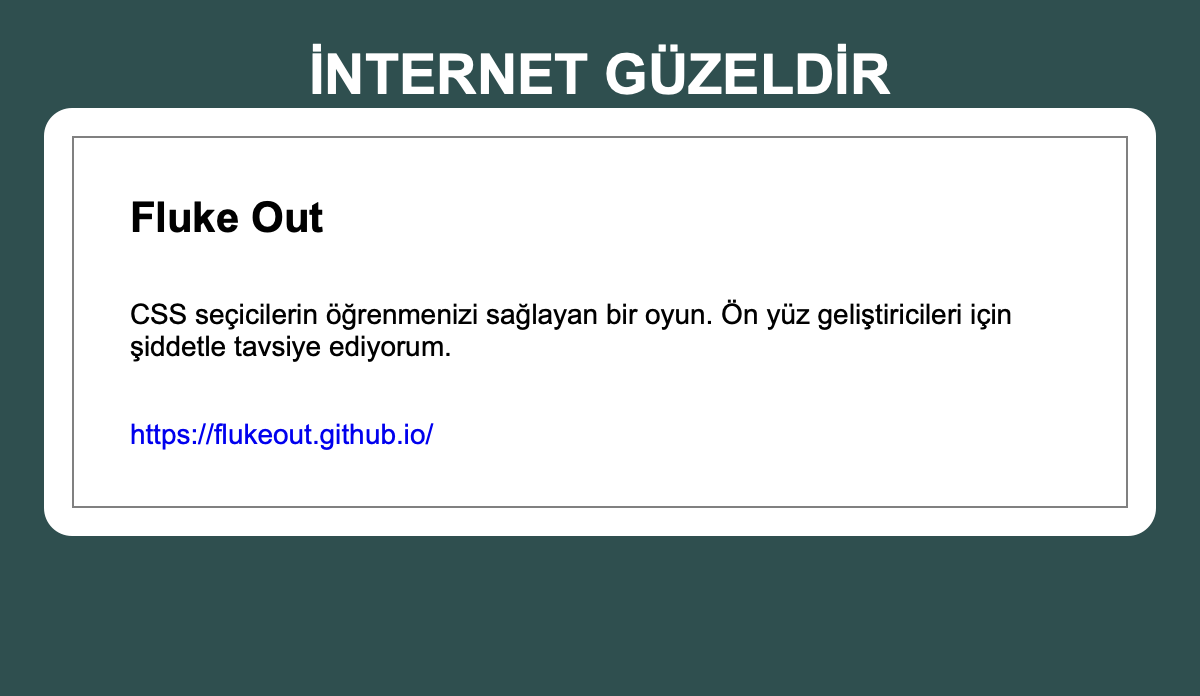 İNTERNET GÜZELDİR
Fluke Out
CSS seçicilerin öğrenmenizi sağlayan bir oyun. Ön yüz geliştiricileri için
şiddetle tavsiye ediyorum.
https://flukeout.github.io/